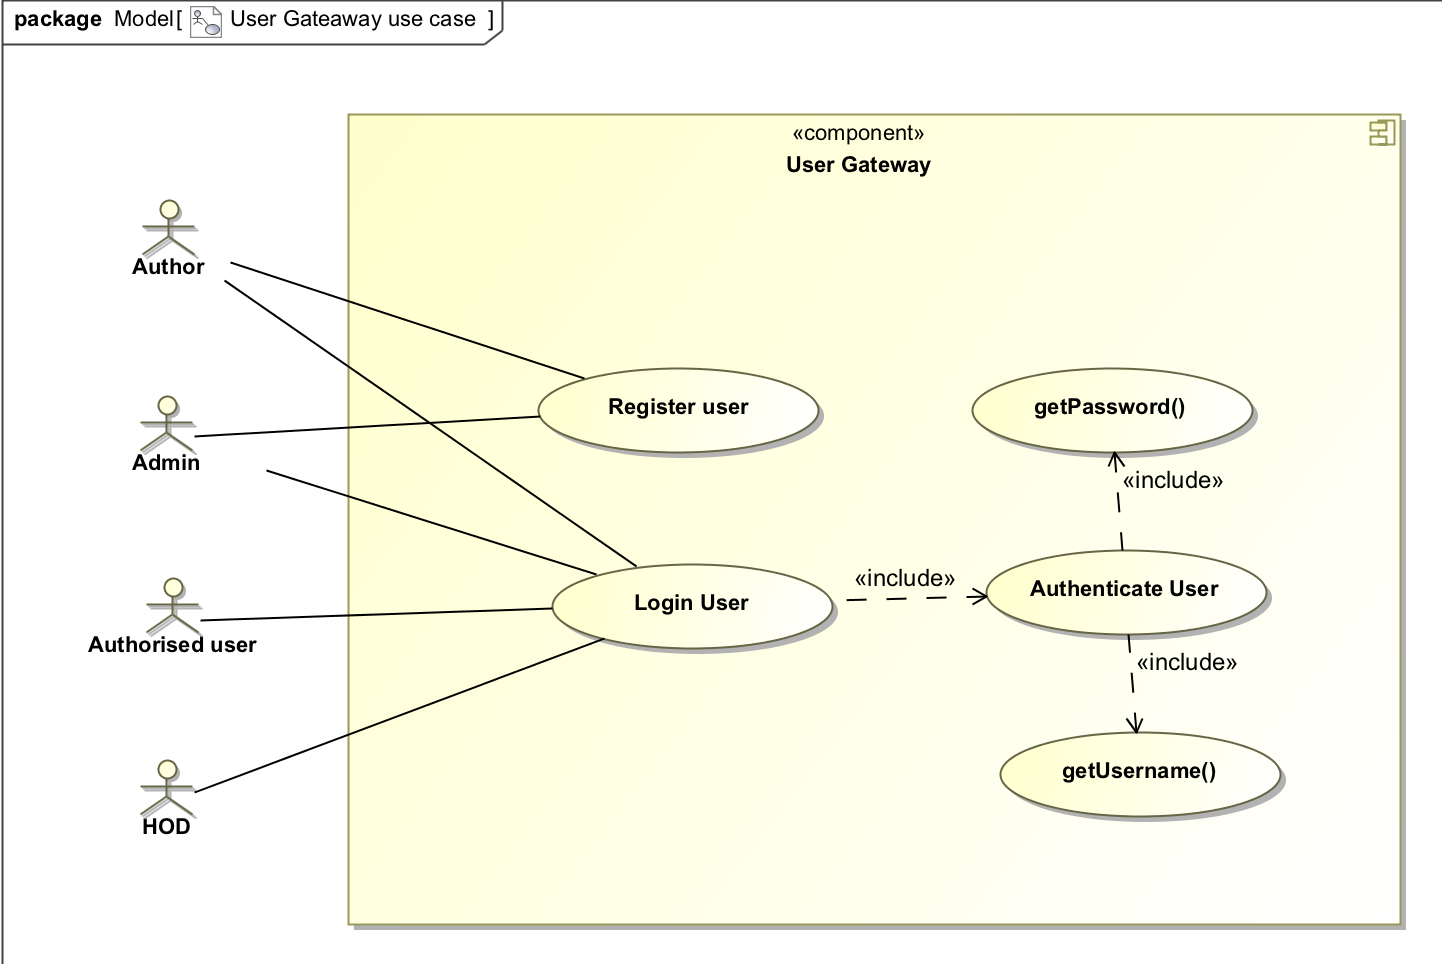 package Model[ User Gateaway use case ]
«component»
User Gateway
Author
Register user
getPassword()
Admin
«include»
«include»
Login User
Authenticate User
Authorised user
«include»
getUsername()
HOD